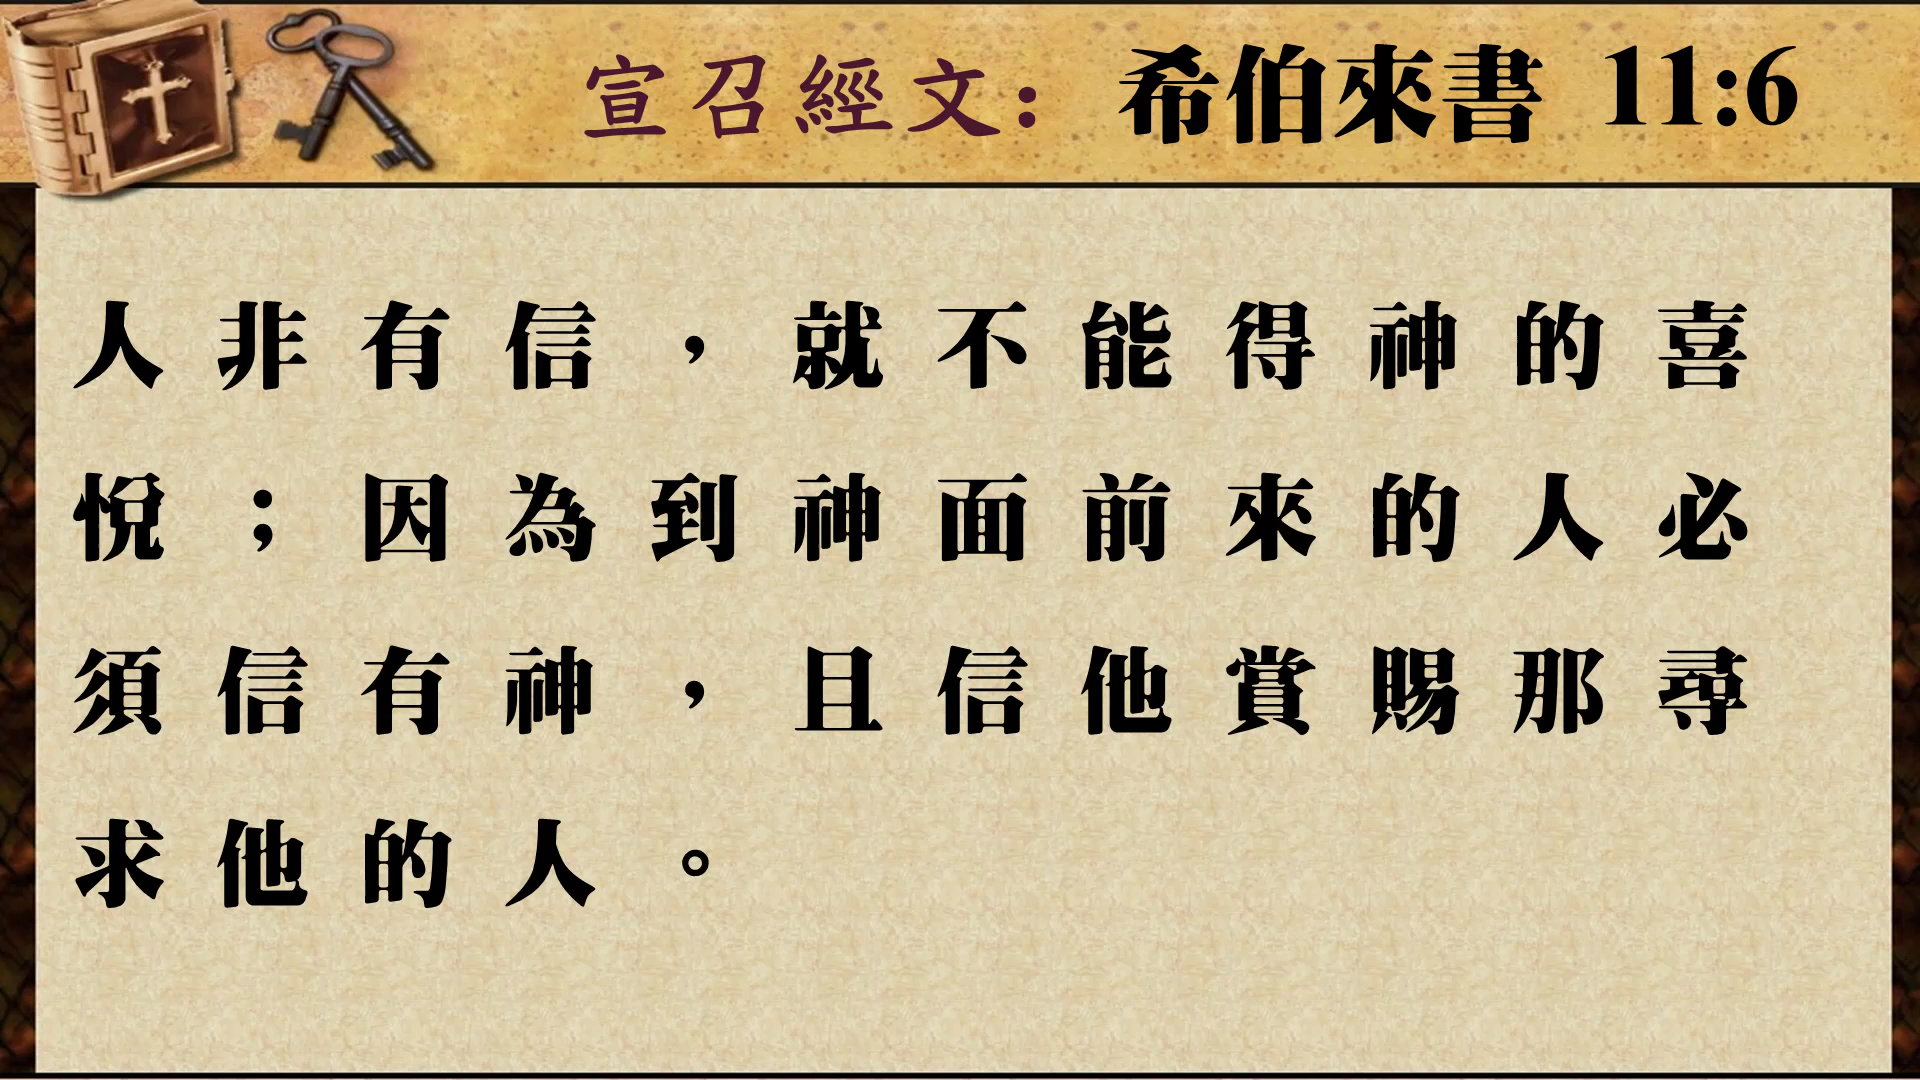 宣召經文: 希伯來書 11:6
人非有信，就不能得神的喜
悅；因為到神面前來的人必
須信有神，且信他賞賜那尋
求他的人。